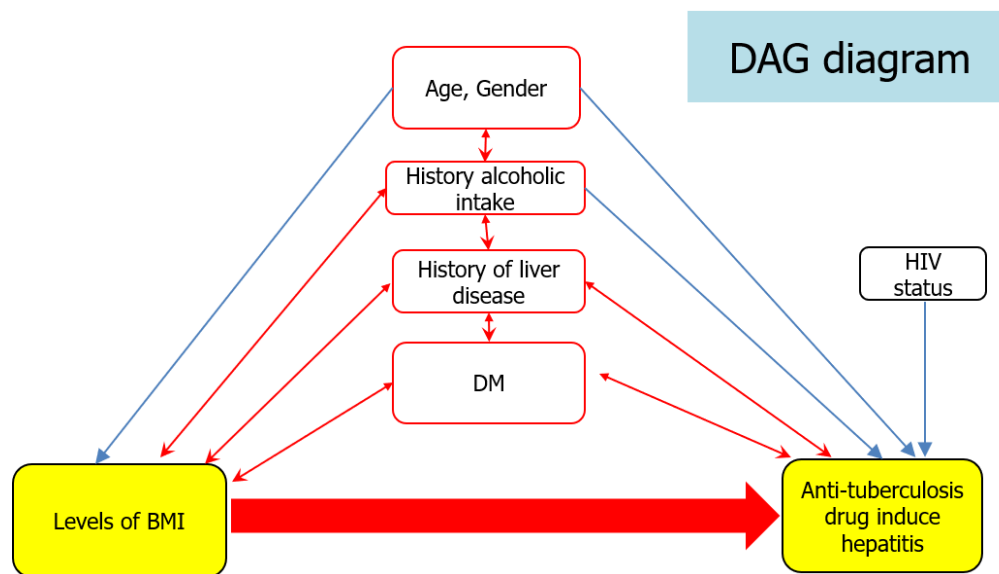 DAG diagram
Age, Gender
History alcoholic
intake
History of liver
disease
HIV
status
DM
Levels of BMI
Anti-tuberculosis
drug induce
hepatitis